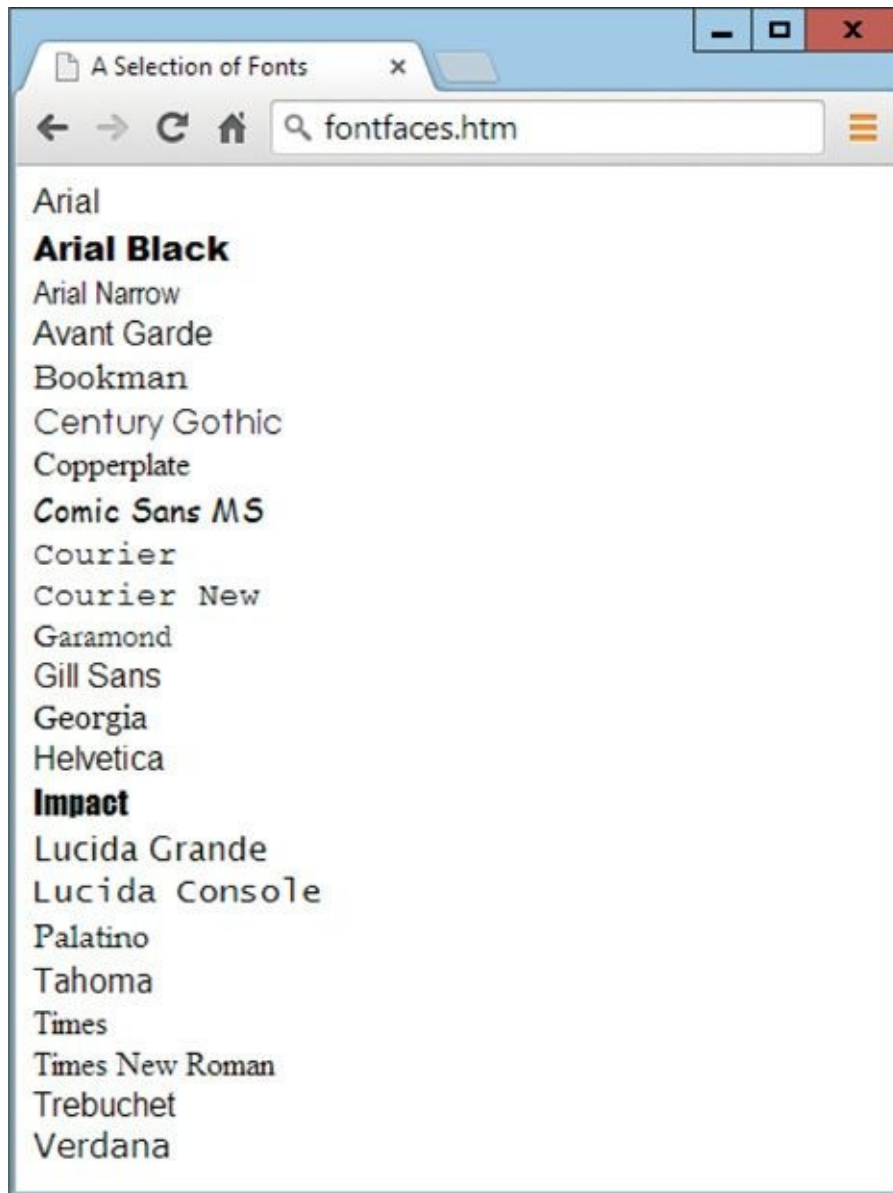 A Selection of Fonts
fontfaces.htm
Arial
Arial Black
Arial Narrow
Avant Garde
Bookman
Century Gothic
Copperplate
Comic Sans MS
Courier
Courier New
Garamond
Gill Sans
Georgia
Helvetica
Impact
Lucida Grande
Lucida Console
Palatino
Tahoma
Times
Times New Roman
Trebuchet
Verdana